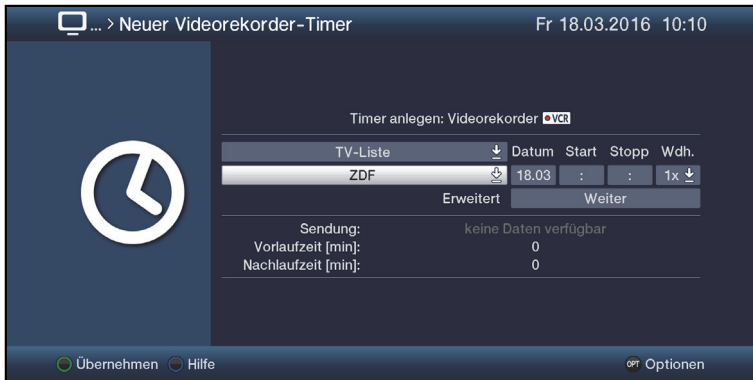 ... > Neuer Videorekorder-Timer Fr 18.03.2016 10:10
Timer anlegen: Videorekorder VCR
TV-Liste Datum Start Stopp Wdh.
ZDF 18.03 : : 1x
Erweitert Weiter
Sendung: keine Daten verfügbar
Vorlaufzeit [min]: 0
Nachlaufzeit [min]: 0
Übernehmen Hilfe OPT Optionen